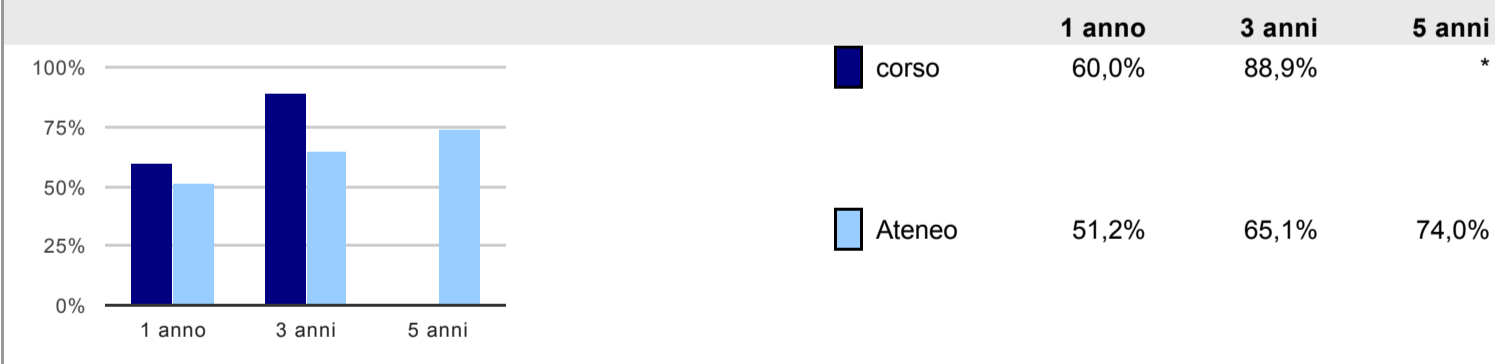 1 anno 3 anni 5 anni
corso 60,0% 88,9% *
Ateneo 51,2% 65,1% 74,0%
100%
75%
50%
25%
0%
1 anno 3 anni 5 anni